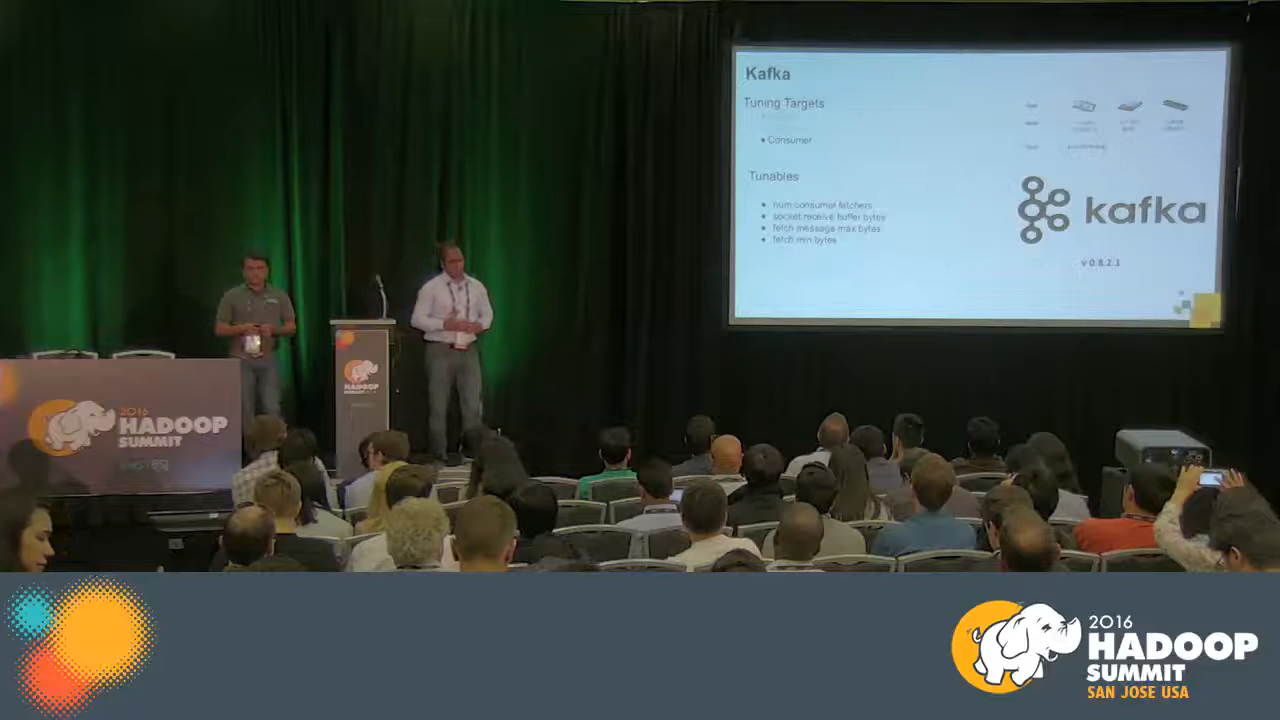 Kafka
Tuning Targets
Consumer
Tunables
num consumer fetchers
socket receive buffer bytes
fetch message max bytes
fetch min bytes
kafka
v 0.8.2.1
HADOOP
SUMMIT
2016
HADOOP
SUMMIT
2016
HADOOP
SUMMIT
SAN JOSE USA